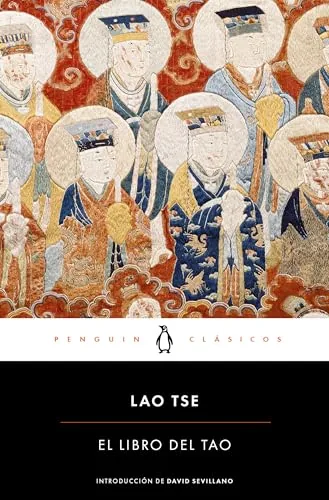 PENGUIN CLÁSICOS
LAO TSE
EL LIBRO DEL TAO
INTRODUCCIÓN DE DAVID SEVILLANO